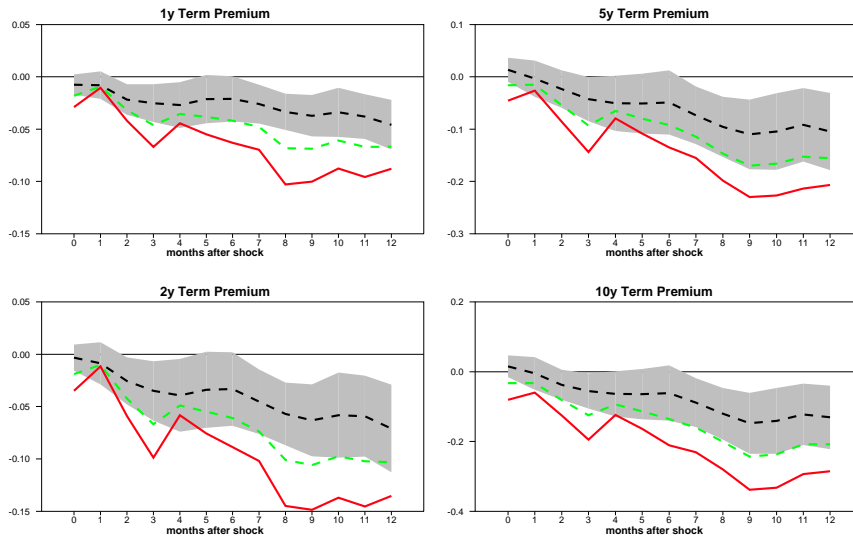 1y Term Premium
0.05
0.00
-0.05
-0.10
-0.15
0 1 2 3 4 5 6 7 8 9 10 11 12
months after shock
5y Term Premium
0.1
0.0
-0.1
-0.2
-0.3
0 1 2 3 4 5 6 7 8 9 10 11 12
months after shock
2y Term Premium
0.05
0.00
-0.05
-0.10
-0.15
0 1 2 3 4 5 6 7 8 9 10 11 12
months after shock
10y Term Premium
0.2
0.0
-0.2
-0.4
0 1 2 3 4 5 6 7 8 9 10 11 12
months after shock